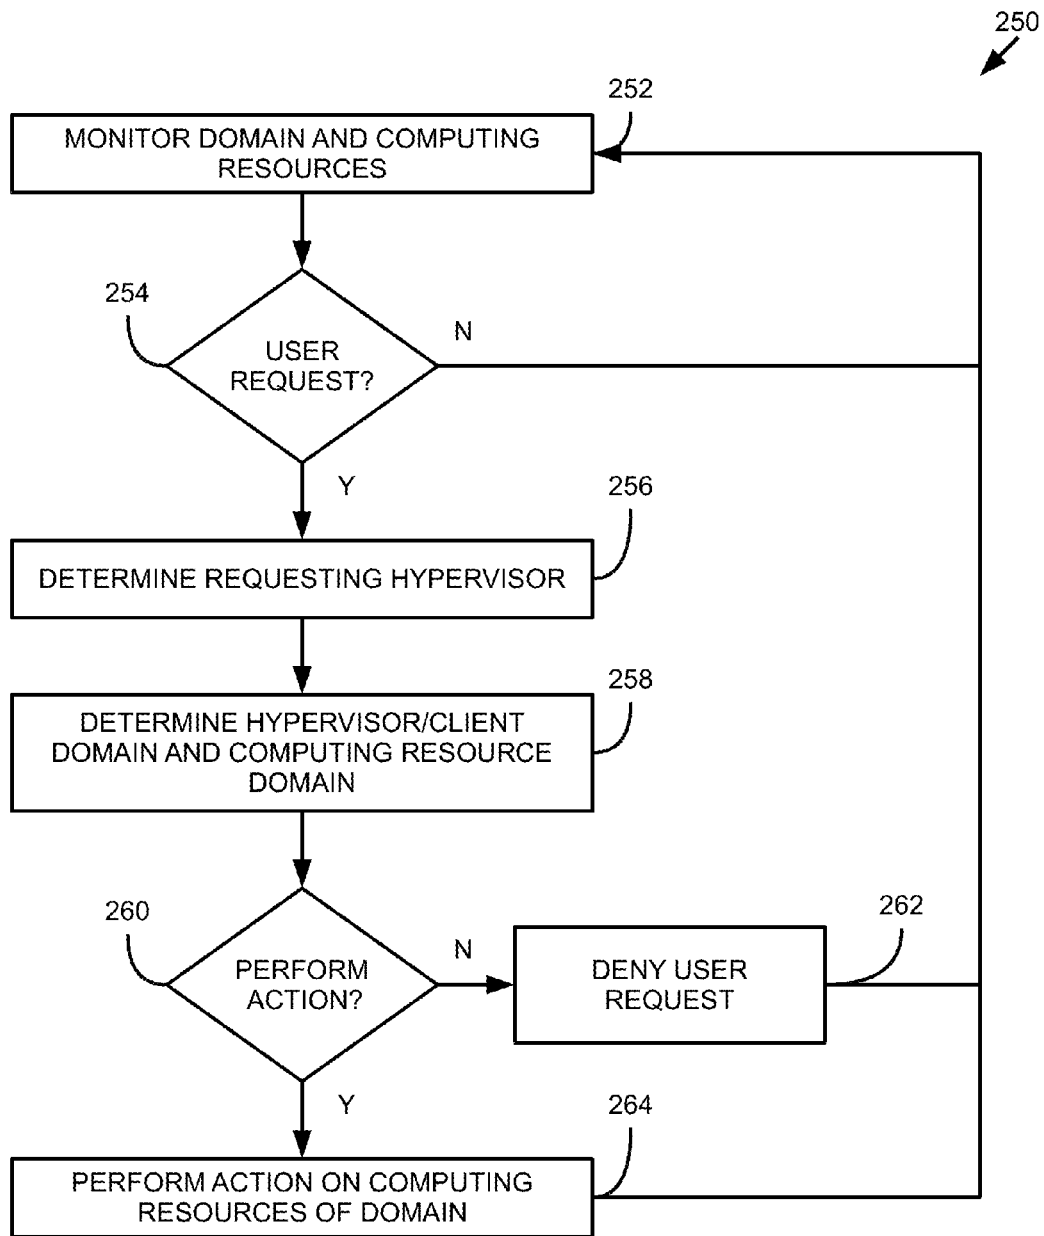 250
252
MONITOR DOMAIN AND COMPUTING
RESOURCES
254
N
USER
REQUEST?
Y
256
DETERMINE REQUESTING HYPERVISOR
258
DETERMINE HYPERVISOR/CLIENT
DOMAIN AND COMPUTING RESOURCE
DOMAIN
260
262
N
PERFORM
ACTION?
DENY USER
REQUEST
Y
264
PERFORM ACTION ON COMPUTING
RESOURCES OF DOMAIN